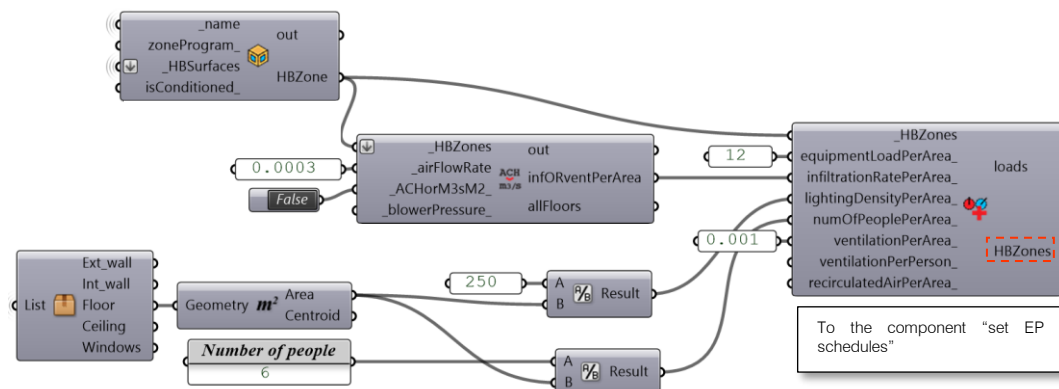 _name
zoneProgram_
_HBSurfaces
isConditioned_
out
HBZone
_HBZones
_airFlowRate
_ACHorM3sM2_
_blowerPressure_
ACH
m3/s
out
infORventPerArea
allFloors
0.0003
False
_HBZones
equipmentLoadPerArea_
infiltrationRatePerArea_
lightingDensityPerArea_
numOfPeoplePerArea_
ventilationPerArea_
ventilationPerPerson_
recirculatedAirPerArea_
loads
HBZones
12
0.001
List
Ext_wall
Int_wall
Floor
Ceiling
Windows
Geometry
m²
Area
Centroid
250
A
B
A/B
Result
Number of people
6
A
B
A/B
Result
To the component “set EP
schedules”